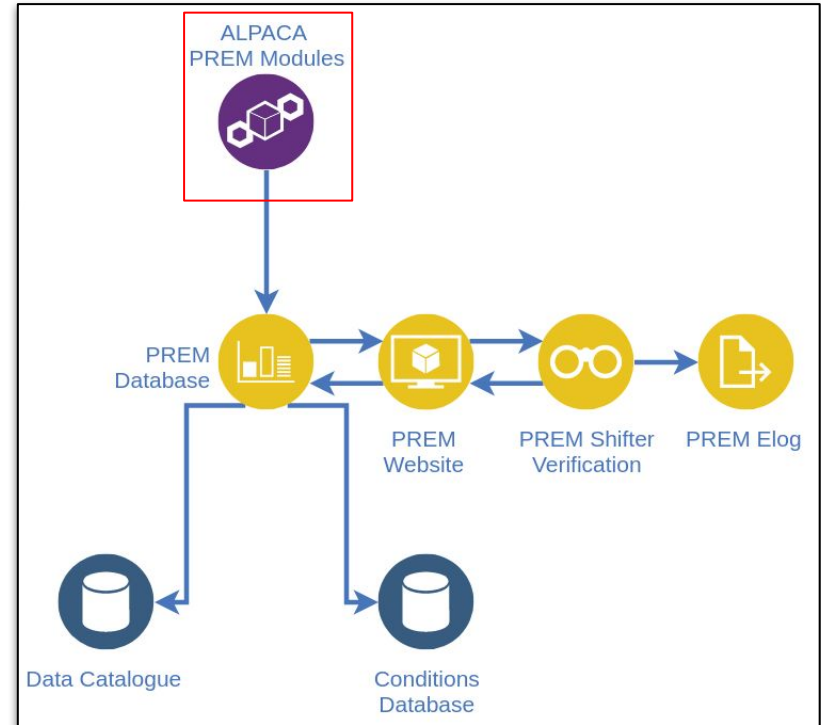 ALPACA
PREM Modules
PREM
Database
PREM
Website
PREM Shifter
Verification
PREM Elog
Data Catalogue
Conditions
Database